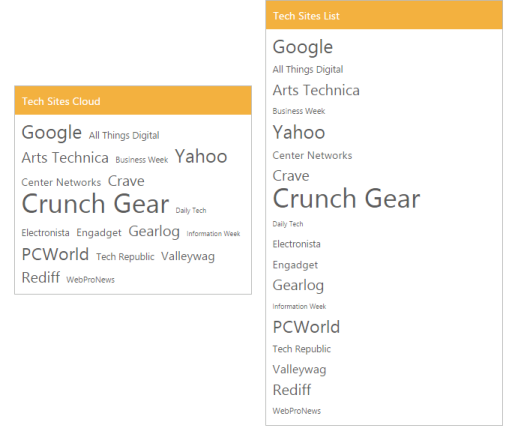 Tech Sites Cloud
Google All Things Digital
Arts Technica Business Week Yahoo
Center Networks Crave
Crunch Gear Daily Tech
Electronista Engadget Gearlog Information Week
PCWorld Tech Republic Valleywag
Rediff WebProNews
Tech Sites List
Google
All Things Digital
Arts Technica
Business Week
Yahoo
Center Networks
Crave
Crunch Gear
Daily Tech
Electronista
Engadget
Gearlog
Information Week
PCWorld
Tech Republic
Valleywag
Rediff
WebProNews